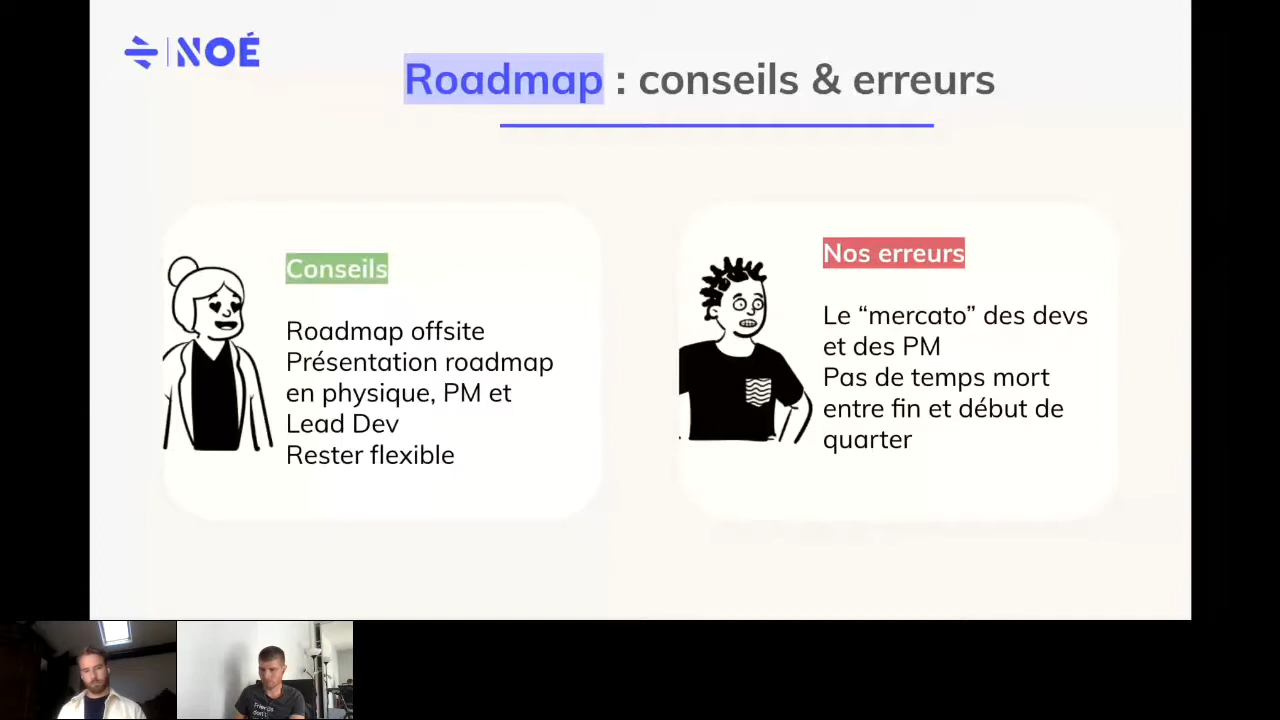 NOÉ
Roadmap : conseils & erreurs
Conseils
Roadmap offsite
Présentation roadmap
en physique, PM et
Lead Dev
Rester flexible
Nos erreurs
Le “mercato” des devs
et des PM
Pas de temps mort
entre fin et début de
quarter